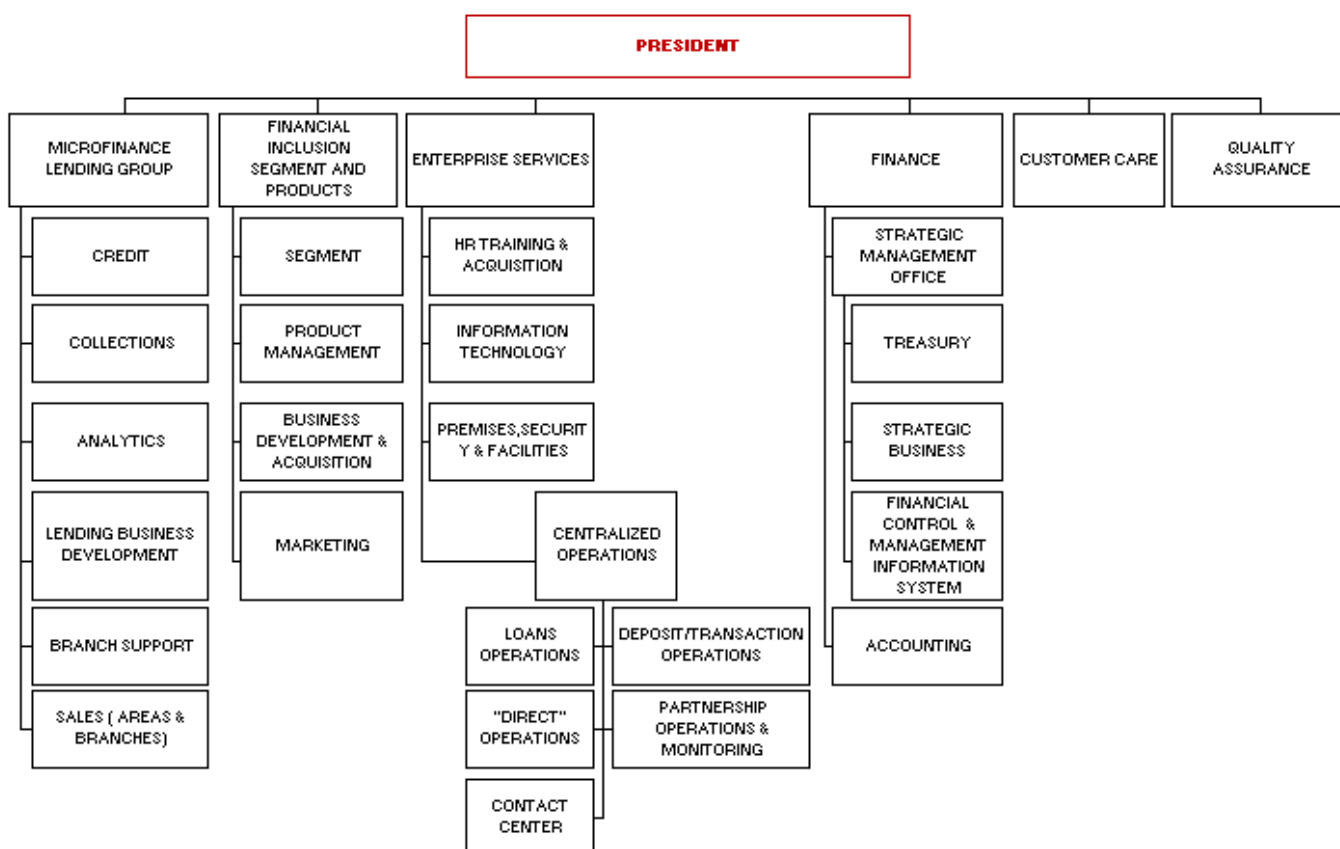 PRESIDENT
MICROFINANCE
LENDING GROUP
FINANCIAL
INCLUSION
SEGMENT AND
PRODUCTS
ENTERPRISE SERVICES
FINANCE
CUSTOMER CARE
QUALITY
ASSURANCE
CREDIT
COLLECTIONS
ANALYTICS
LENDING BUSINESS
DEVELOPMENT
BRANCH SUPPORT
SALES ( AREAS &
BRANCHES)
SEGMENT
PRODUCT
MANAGEMENT
BUSINESS
DEVELOPMENT &
ACQUISITION
MARKETING
HR TRAINING &
ACQUISITION
INFORMATION
TECHNOLOGY
PREMISES,SECURIT
Y & FACILITIES
CENTRALIZED
OPERATIONS
LOANS
OPERATIONS
DEPOSIT/TRANSACTION
OPERATIONS
"DIRECT"
OPERATIONS
PARTNERSHIP
OPERATIONS &
MONITORING
CONTACT
CENTER
STRATEGIC
MANAGEMENT
OFFICE
TREASURY
STRATEGIC
BUSINESS
FINANCIAL
CONTROL &
MANAGEMENT
INFORMATION
SYSTEM
ACCOUNTING